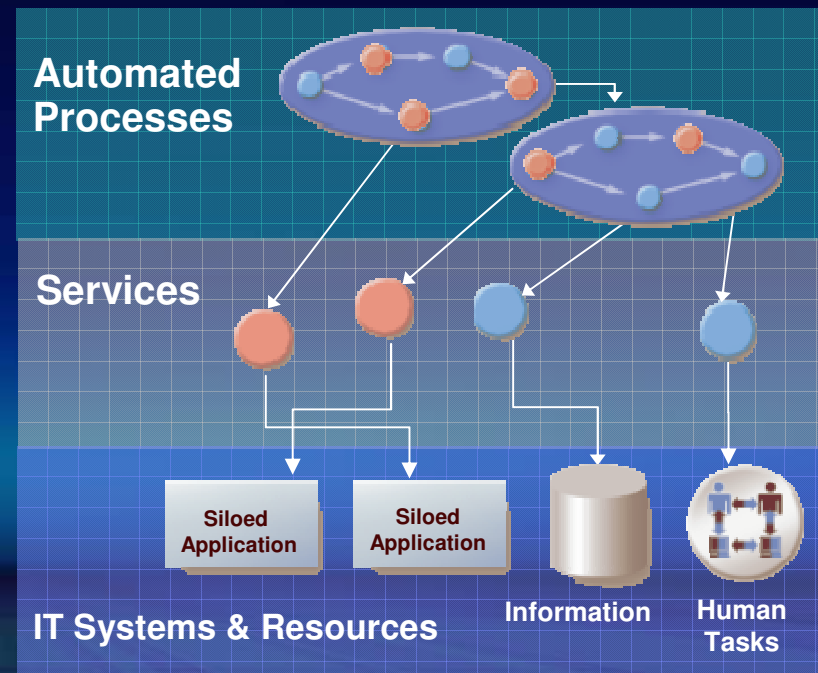 Automated
Processes
Services
Siloed
Application
Siloed
Application
Information
Human
Tasks
IT Systems & Resources